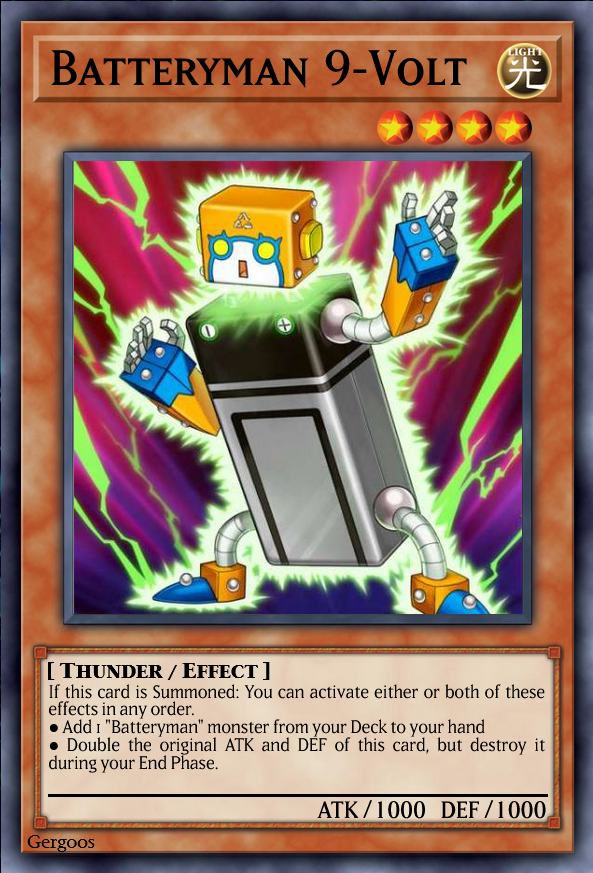 Batteryman 9-Volt
LIGHT
光
[ Thunder / Effect ]
If this card is Summoned: You can activate either or both of these
effects in any order.
● Add 1 "Batteryman" monster from your Deck to your hand
● Double the original ATK and DEF of this card, but destroy it
during your End Phase.
ATK / 1000 DEF / 1000
Gergoos